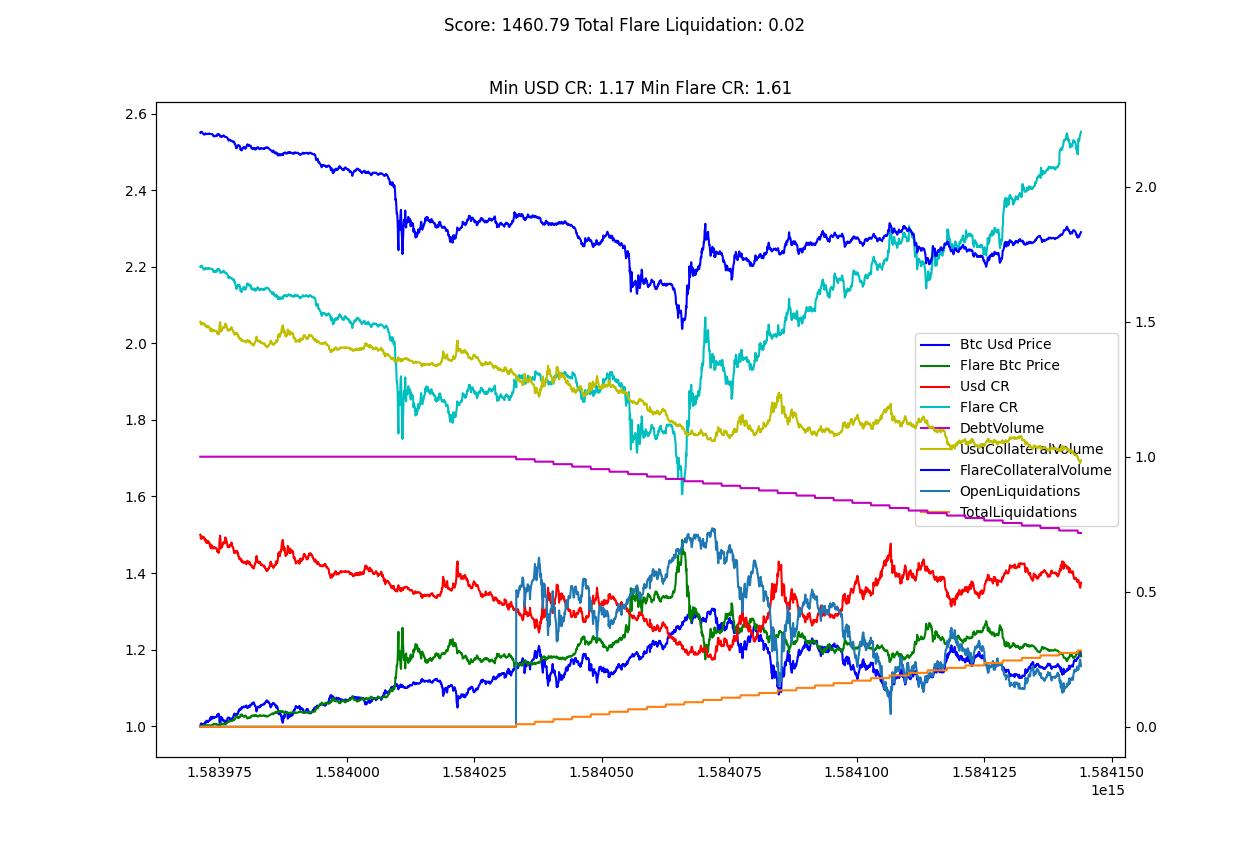 Score: 1460.79 Total Flare Liquidation: 0.02
Min USD CR: 1.17 Min Flare CR: 1.61
2.6
2.4
2.2
2.0
1.8
1.6
1.4
1.2
1.0
2.0
1.5
1.0
0.5
0.0
Btc Usd Price
Flare Btc Price
Usd CR
Flare CR
DebtVolume
UsdCollateralVolume
FlareCollateralVolume
OpenLiquidations
TotalLiquidations
1.583975 1.584000 1.584025 1.584050 1.584075 1.584100 1.584125 1.584150
1e15